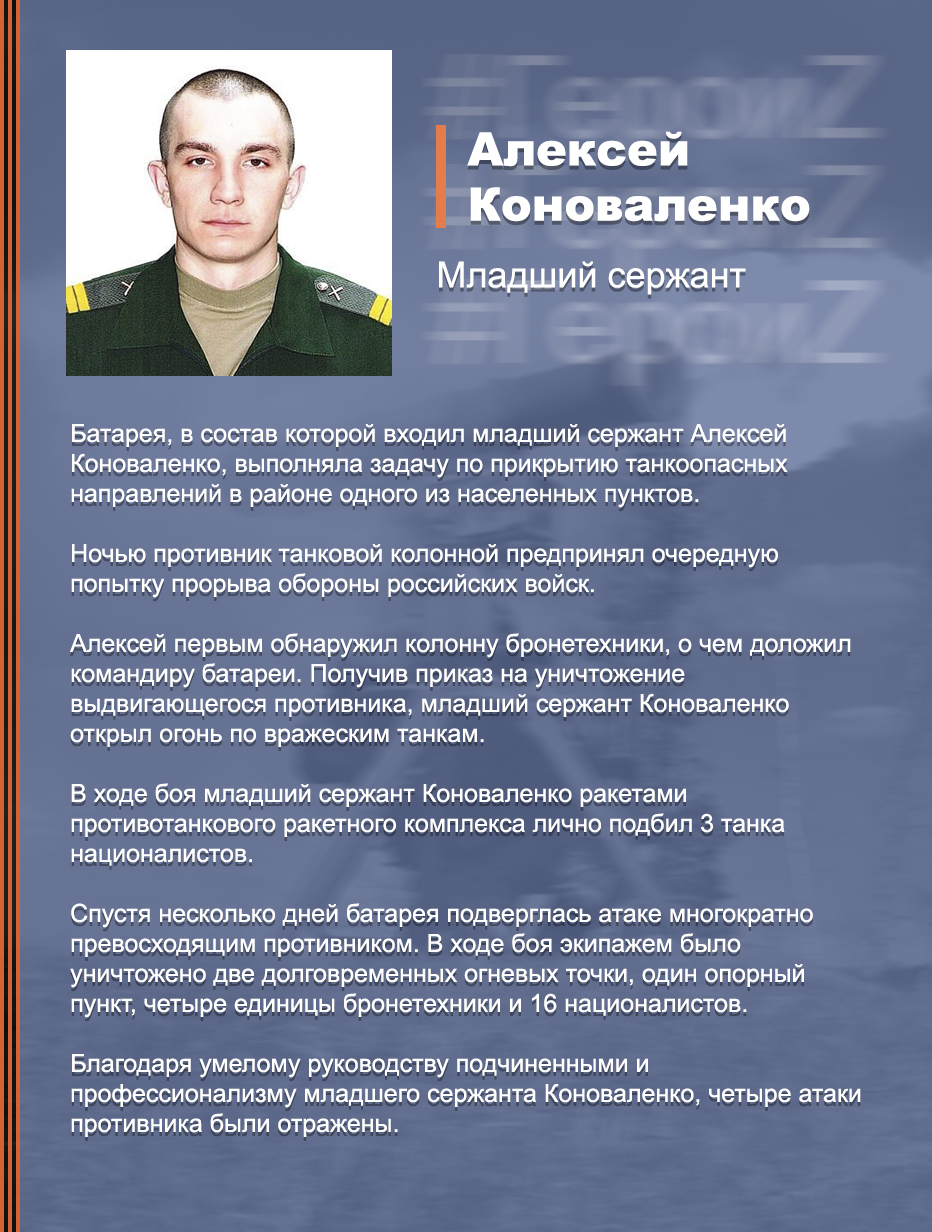 #ГероиZ
Алексей
Коноваленко
#ГероиZ
Младший сержант
#ГероиZ
Батарея, в состав которой входил младший сержант Алексей
Коноваленко, выполняла задачу по прикрытию танкоопасных
направлений в районе одного из населенных пунктов.
Ночью противник танковой колонной предпринял очередную
попытку прорыва обороны российских войск.
Алексей первым обнаружил колонну бронетехники, о чем доложил
командиру батареи. Получив приказ на уничтожение
выдвигающегося противника, младший сержант Коноваленко
открыл огонь по вражеским танкам.
В ходе боя младший сержант Коноваленко ракетами
противотанкового ракетного комплекса лично подбил 3 танка
националистов.
Спустя несколько дней батарея подверглась атаке многократно
превосходящим противником. В ходе боя экипажем было
уничтожено две долговременных огневых точки, один опорный
пункт, четыре единицы бронетехники и 16 националистов.
Благодаря умелому руководству подчиненными и
профессионализму младшего сержанта Коноваленко, четыре атаки
противника были отражены.